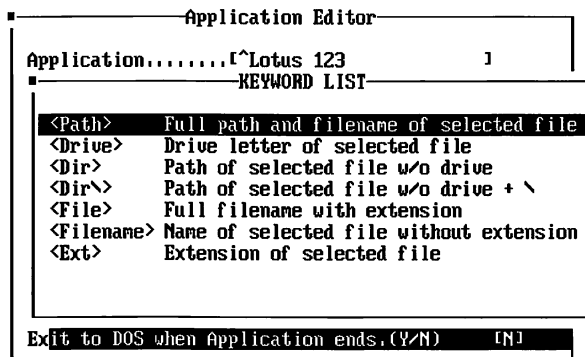 Application Editor
Application........[^Lotus 123 ]
KEYWORD LIST
<Path> Full path and filename of selected file
<Drive> Drive letter of selected file
<Dir> Path of selected file w/o drive
<Dir\> Path of selected file w/o drive + \
<File> Full filename with extension
<Filename> Name of selected file without extension
<Ext> Extension of selected file
Exit to DOS when Application ends.(Y/N) [N]